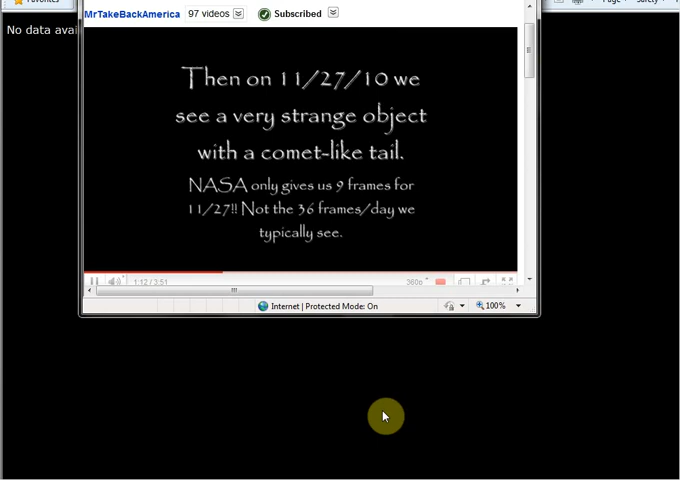 Favorites
Page
Safety
No data avai
MrTakeBackAmerica 97 videos Subscribed
Then on 11/27/10 we
see a very strange object
with a comet-like tail.
NASA only gives us 9 frames for
11/27!! Not the 36 frames/day we
typically see.
1:12 / 3:51 360p
Internet | Protected Mode: On 100%